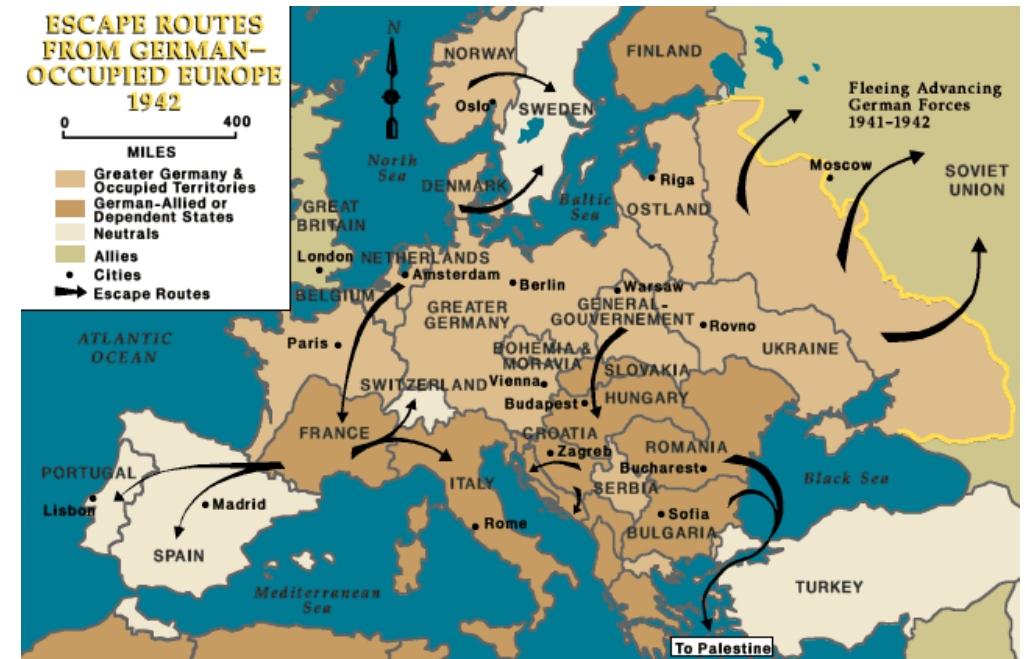 ESCAPE ROUTES
FROM GERMAN–
OCCUPIED EUROPE
1942
0 400
MILES
Greater Germany &
Occupied Territories
German-Allied or
Dependent States
Neutrals
Allies
Cities
Escape Routes
N
NORWAY
FINLAND
Oslo
SWEDEN
Fleeing Advancing
German Forces
1941–1942
North
Sea
Moscow
SOVIET
UNION
DENMARK
Riga
Baltic
Sea
OSTLAND
GREAT
BRITAIN
London
NETHERLANDS
Amsterdam
Berlin
Warsaw
BELGIUM
GREATER
GERMANY
GENERAL-
GOUVERNEMENT
Rovno
ATLANTIC
OCEAN
Paris
BOHEMIA &
MORAVIA
UKRAINE
SLOVAKIA
SWITZERLAND
Vienna
Budapest
HUNGARY
FRANCE
CROATIA
Zagreb
ROMANIA
Bucharest
PORTUGAL
ITALY
SERBIA
Black Sea
Lisbon
Madrid
Rome
Sofia
BULGARIA
SPAIN
TURKEY
Mediterranean
Sea
To Palestine